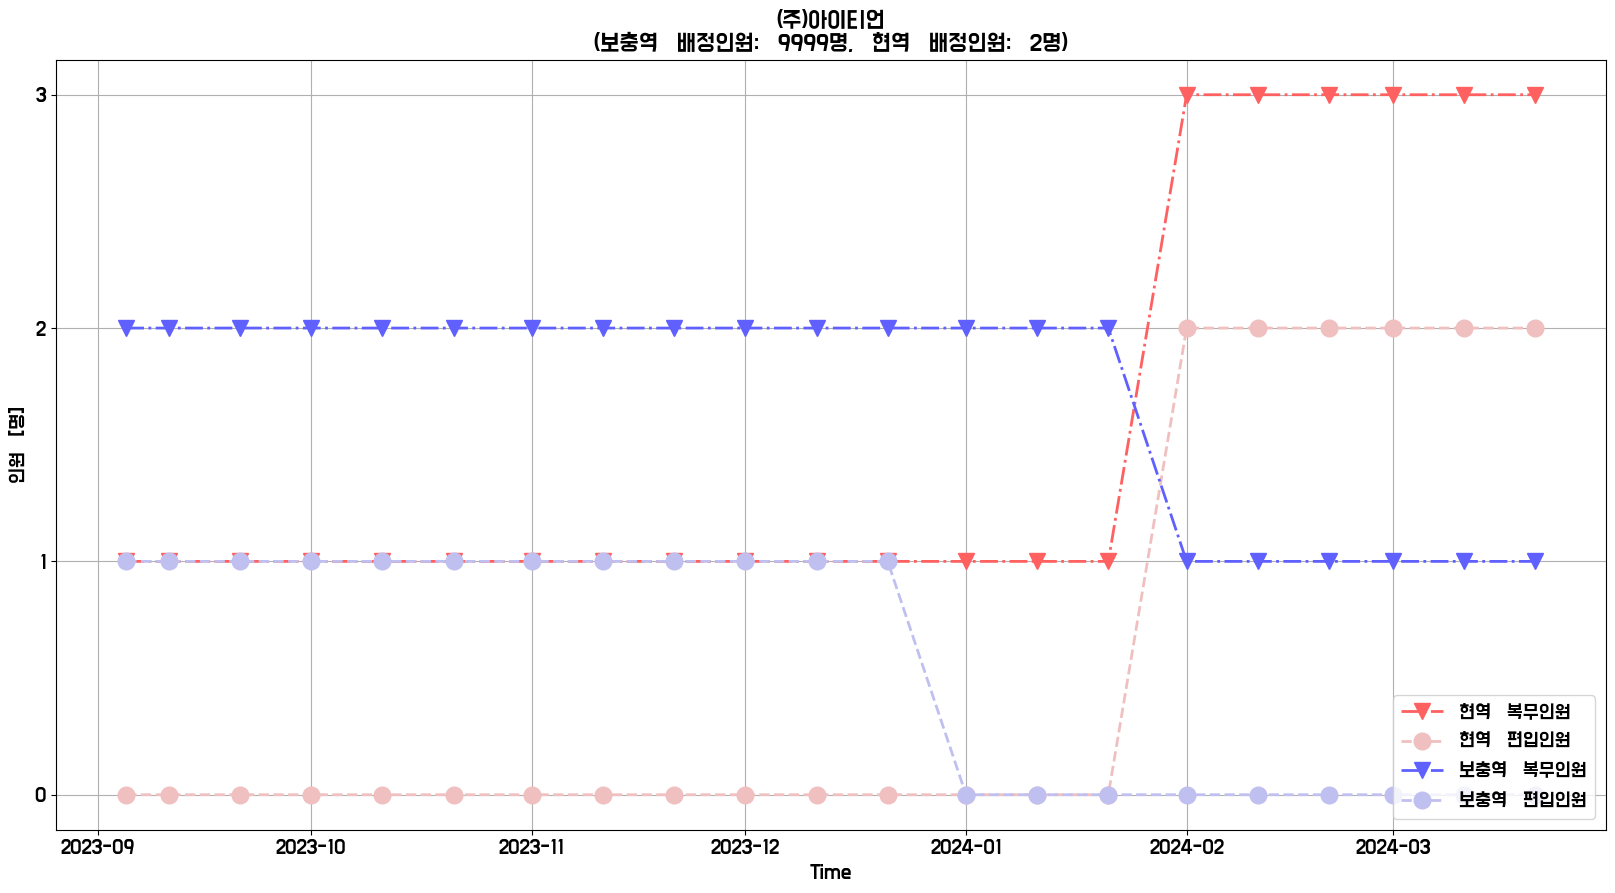 (주)아이티언
(보충역 배정인원: 9999명, 현역 배정인원: 2명)
인원 [명]
3
2
1
0
2023-09
2023-10
2023-11
2023-12
2024-01
2024-02
2024-03
Time
현역 복무인원
현역 편입인원
보충역 복무인원
보충역 편입인원